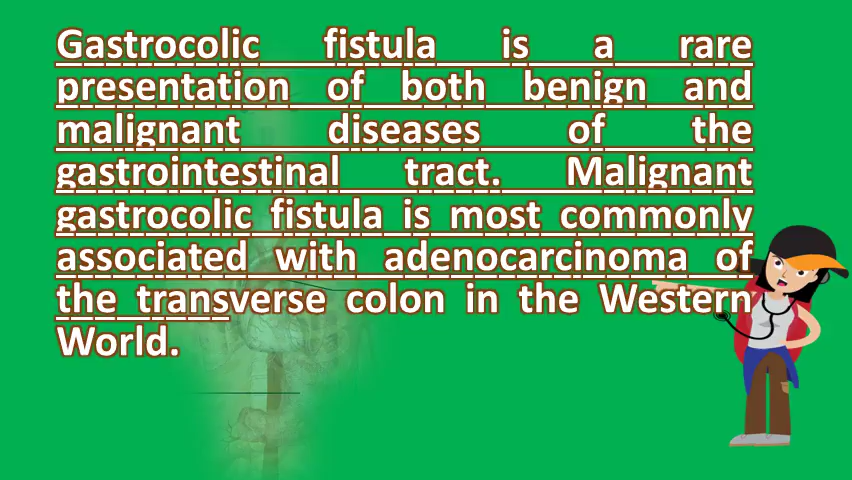 Gastrocolic fistula is a rare
presentation of both benign and
malignant diseases of the
gastrointestinal tract. Malignant
gastrocolic fistula is most commonly
associated with adenocarcinoma of
the transverse colon in the Western
World.